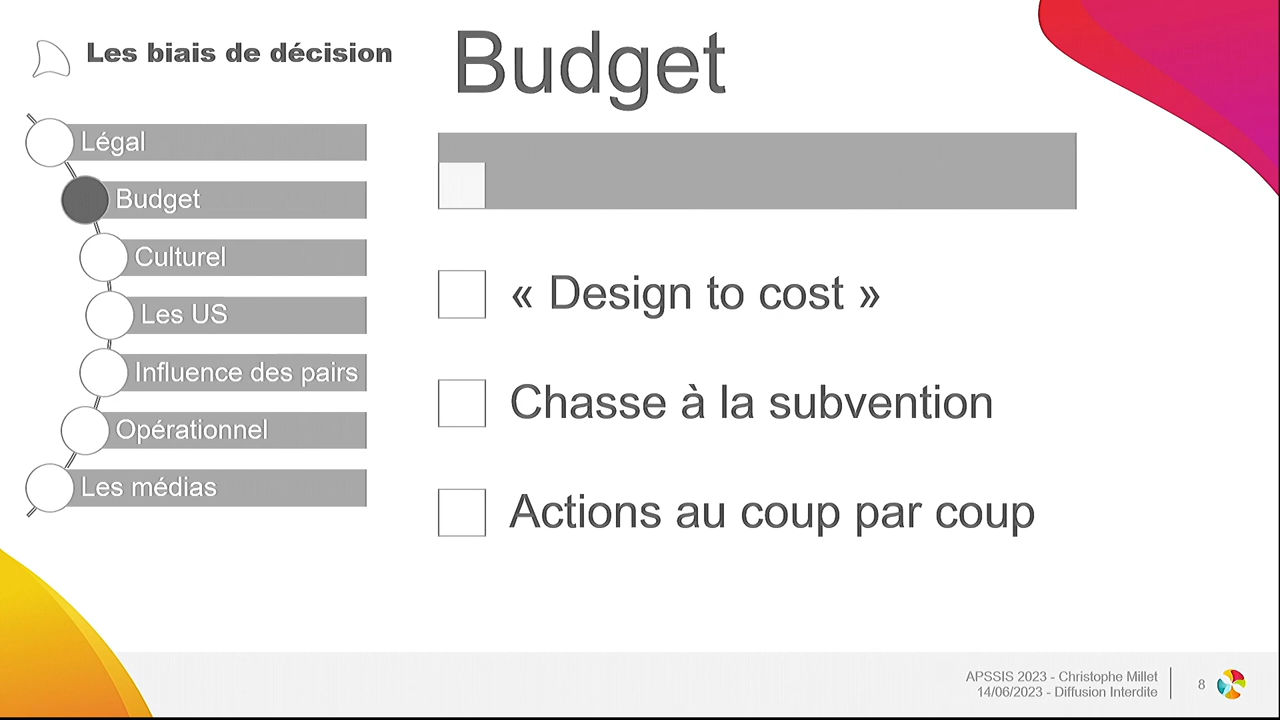 Les biais de décision
Budget
Légal
Budget
Culturel
Les US
Influence des pairs
Opérationnel
Les médias
« Design to cost »
Chasse à la subvention
Actions au coup par coup
APSSIS 2023 - Christophe Millet
14/06/2023 - Diffusion Interdite
8